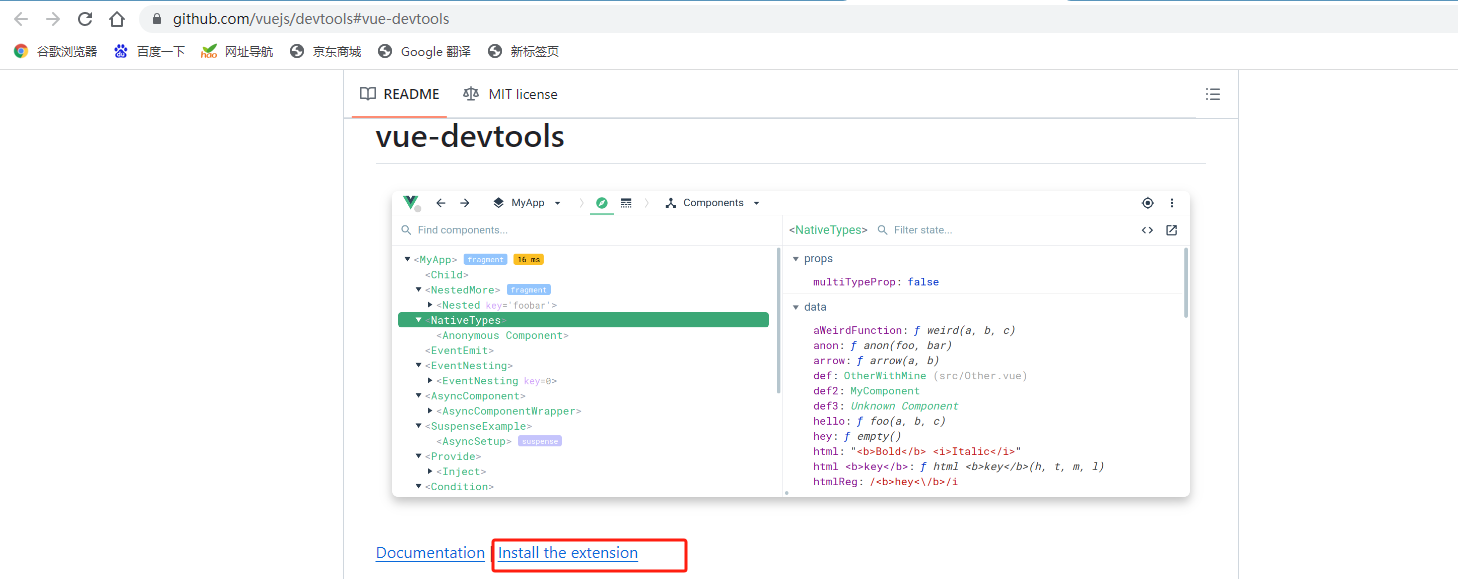 github.com/vuejs/devtools#vue-devtools
谷歌浏览器 百度一下 网址导航 京东商城 Google 翻译 新标签页
README MIT license
vue-devtools
MyApp Components
Find components... <NativeTypes> Filter state...
<MyApp> fragment 16 ms props
<Child>
multiTypeProp: false
<NestedMore> fragment
<Nested key='foobar'> data
<NativeTypes>
aWeirdFunction: ƒ weird(a, b, c)
<Anonymous Component> anon: ƒ anon(foo, bar)
<EventEmit> arrow: ƒ arrow(a, b)
<EventNesting> def: OtherWithMine (src/Other.vue)
<EventNesting key=0> def2: MyComponent
<AsyncComponent> def3: Unknown Component
<AsyncComponentWrapper> hello: ƒ foo(a, b, c)
<SuspenseExample> hey: ƒ empty()
<AsyncSetup> suspense html: "<b>Bold</b> <i>Italic</i>"
<Provide> html <b>key</b>: ƒ html <b>key</b>(h, t, m, l)
<Inject> htmlReg: /<b>hey<\/b>/i
<Condition>
Documentation | Install the extension